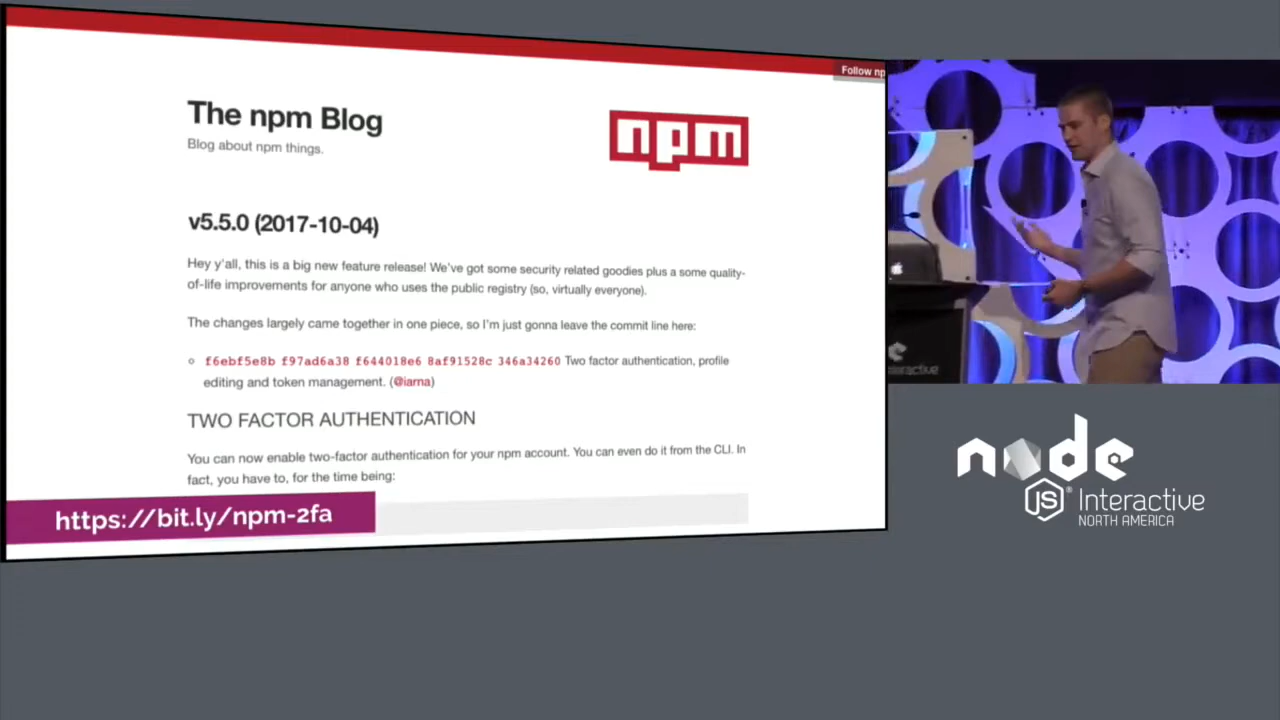 Follow np
The npm Blog
Blog about npm things.
npm
v5.5.0 (2017-10-04)
Hey y'all, this is a big new feature release! We've got some security related goodies plus a some quality-
of-life improvements for anyone who uses the public registry (so, virtually everyone).
The changes largely came together in one piece, so I'm just gonna leave the commit line here:
f6ebf5e8b f97ad6a38 f644018e6 8af91528c 346a34260 Two factor authentication, profile
editing and token management. (@iarna)
TWO FACTOR AUTHENTICATION
You can now enable two-factor authentication for your npm account. You can even do it from the CLI. In
fact, you have to, for the time being:
https://bit.ly/npm-2fa
node
JS® Interactive
NORTH AMERICA